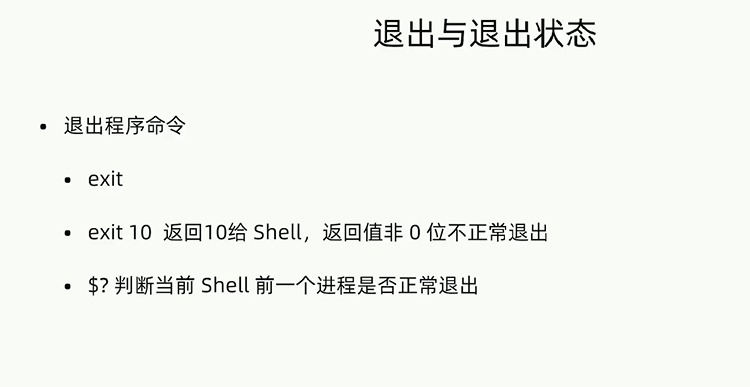 退出与退出状态
• 退出程序命令
• exit
• exit 10 返回10给 Shell，返回值非 0 位不正常退出
• $? 判断当前 Shell 前一个进程是否正常退出